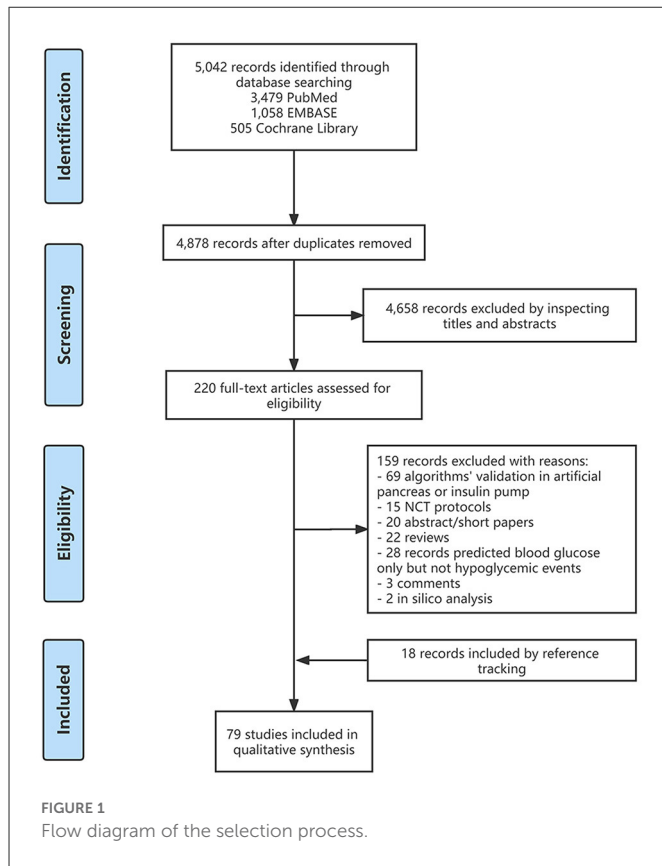 Identification
5,042 records identified through
database searching
3,479 PubMed
1,058 EMBASE
505 Cochrane Library
4,878 records after duplicates removed
Screening
4,658 records excluded by inspecting
titles and abstracts
220 full-text articles assessed for
eligibility
Eligibility
159 records excluded with reasons:
- 69 algorithms' validation in artificial
pancreas or insulin pump
- 15 NCT protocols
- 20 abstract/short papers
- 22 reviews
- 28 records predicted blood glucose
only but not hypoglycemic events
- 3 comments
- 2 in silico analysis
Included
18 records included by reference
tracking
79 studies included in
qualitative synthesis
FIGURE 1
Flow diagram of the selection process.